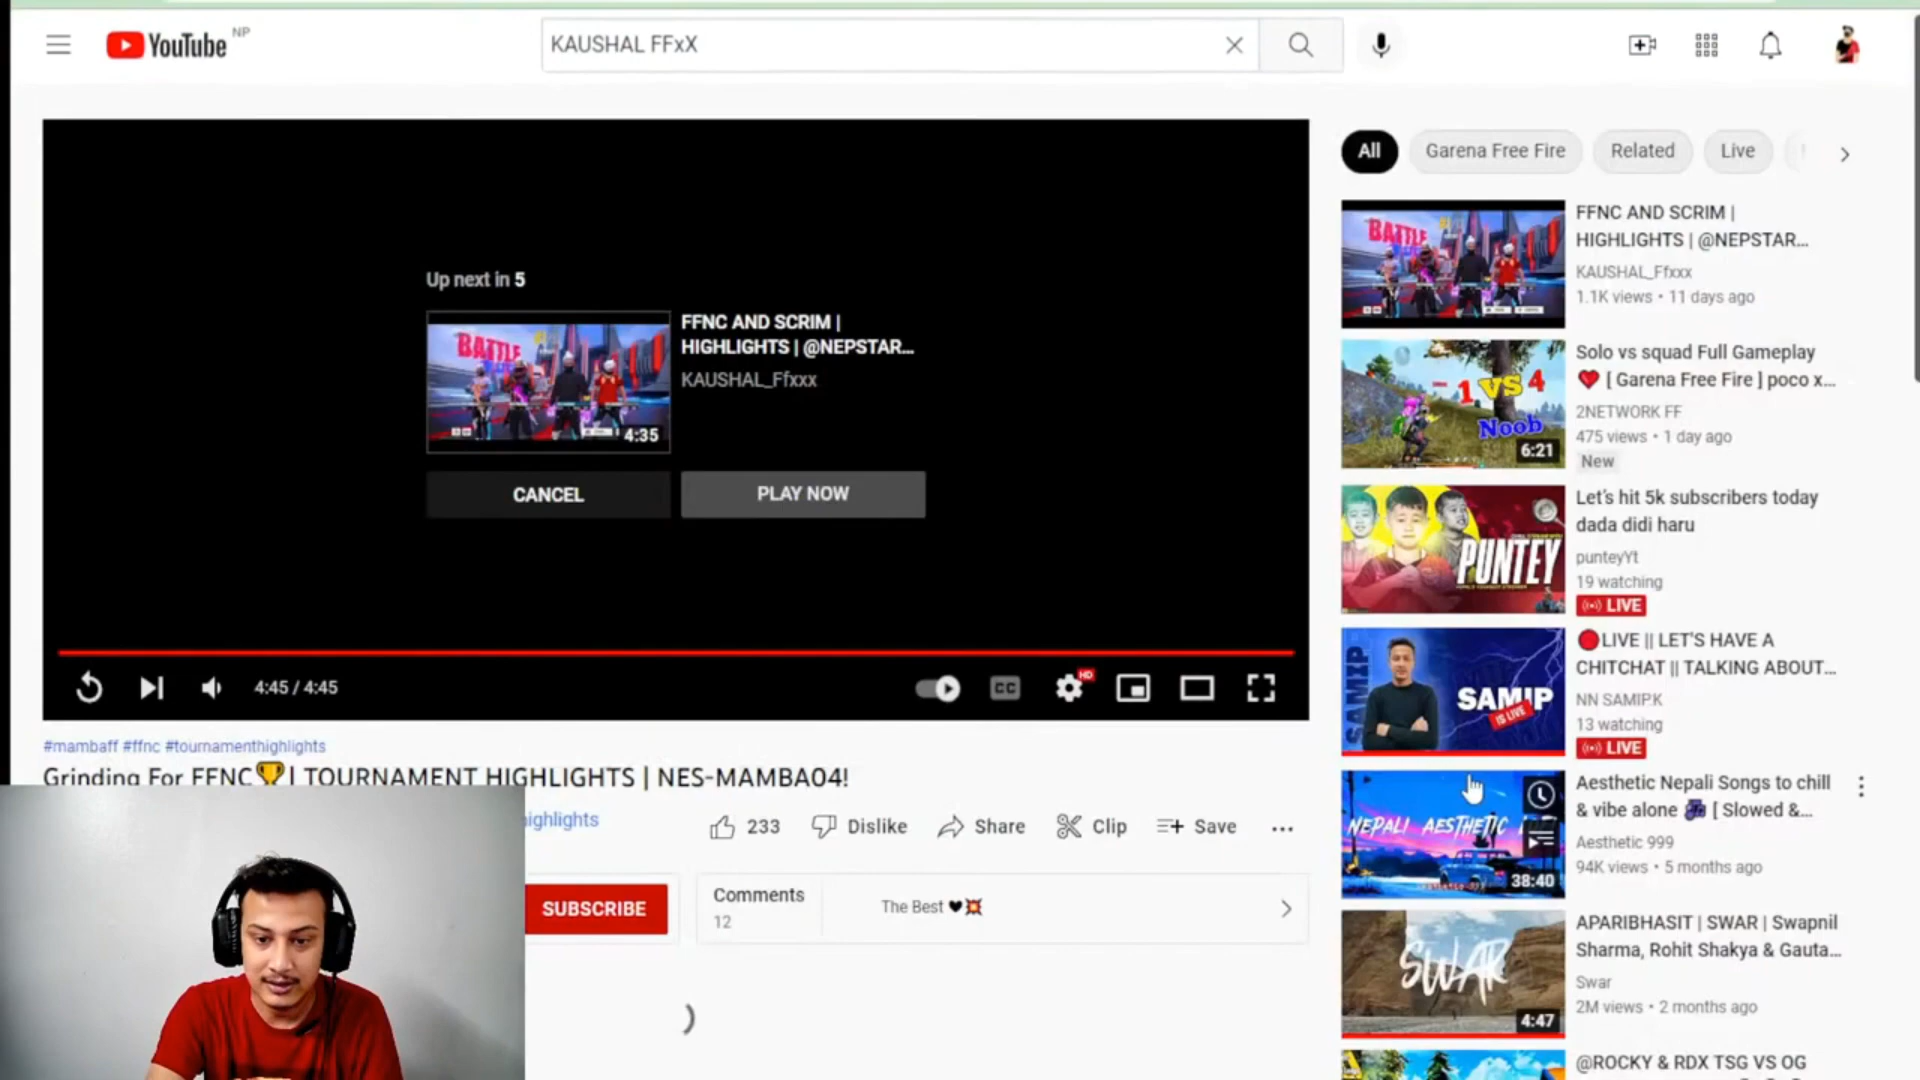 YouTube NP
KAUSHAL FFxX
Up next in 5
BATTLE
4:35
FFNC AND SCRIM |
HIGHLIGHTS | @NEPSTAR...
KAUSHAL_Ffxxx
CANCEL
PLAY NOW
4:45 / 4:45
CC
HD
#mambaff #ffnc #tournamenthighlights
Grinding For FFNC🏆| TOURNAMENT HIGHLIGHTS | NES-MAMBA04!
ighlights
233
Dislike
Share
Clip
Save
SUBSCRIBE
Comments
12
The Best 🖤💥
All
Garena Free Fire
Related
Live
BATTLE
FFNC AND SCRIM |
HIGHLIGHTS | @NEPSTAR...
KAUSHAL_Ffxxx
1.1K views • 11 days ago
1 VS 4
Noob
6:21
Solo vs squad Full Gameplay
❤️ [ Garena Free Fire ] poco x...
2NETWORK FF
475 views • 1 day ago
New
PUNTEY
Let's hit 5k subscribers today
dada didi haru
punteyYt
19 watching
LIVE
SAMIP
SAMIP
IS LIVE
🔴LIVE || LET'S HAVE A
CHITCHAT || TALKING ABOUT...
NN SAMIP.K
13 watching
LIVE
NEPALI AESTHETIC
38:40
Aesthetic Nepali Songs to chill
& vibe alone 🎶 [ Slowed &...
Aesthetic 999
94K views • 5 months ago
SWAR
4:47
APARIBHASIT | SWAR | Swapnil
Sharma, Rohit Shakya & Gauta...
Swar
2M views • 2 months ago
@ROCKY & RDX TSG VS OG